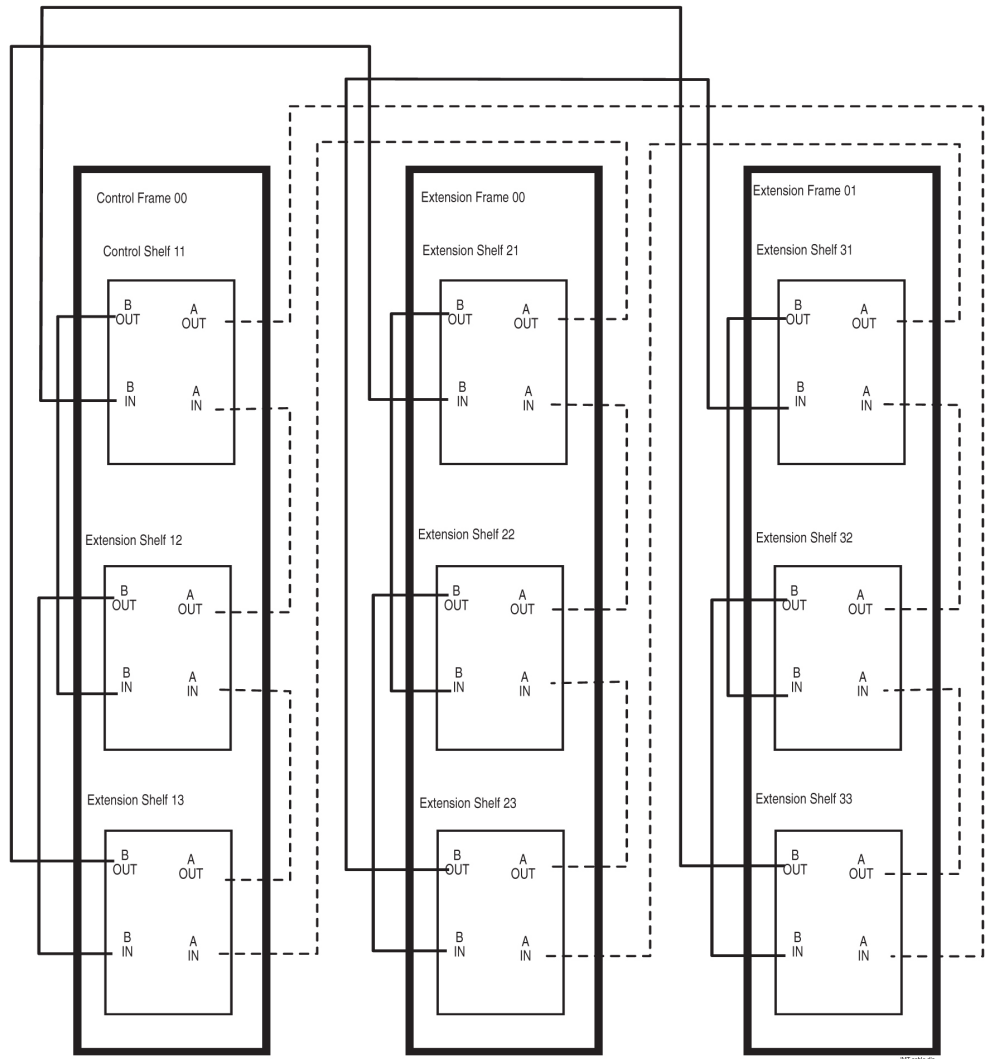 Control Frame 00
Control Shelf 11
B
OUT
A
OUT
B
IN
A
IN
Extension Shelf 12
B
OUT
A
OUT
B
IN
A
IN
Extension Shelf 13
B
OUT
A
OUT
B
IN
A
IN
Extension Frame 00
Extension Shelf 21
B
OUT
A
OUT
B
IN
A
IN
Extension Shelf 22
B
OUT
A
OUT
B
IN
A
IN
Extension Shelf 23
B
OUT
A
OUT
B
IN
A
IN
Extension Frame 01
Extension Shelf 31
B
OUT
A
OUT
B
IN
A
IN
Extension Shelf 32
B
OUT
A
OUT
B
IN
A
IN
Extension Shelf 33
B
OUT
A
OUT
B
IN
A
IN